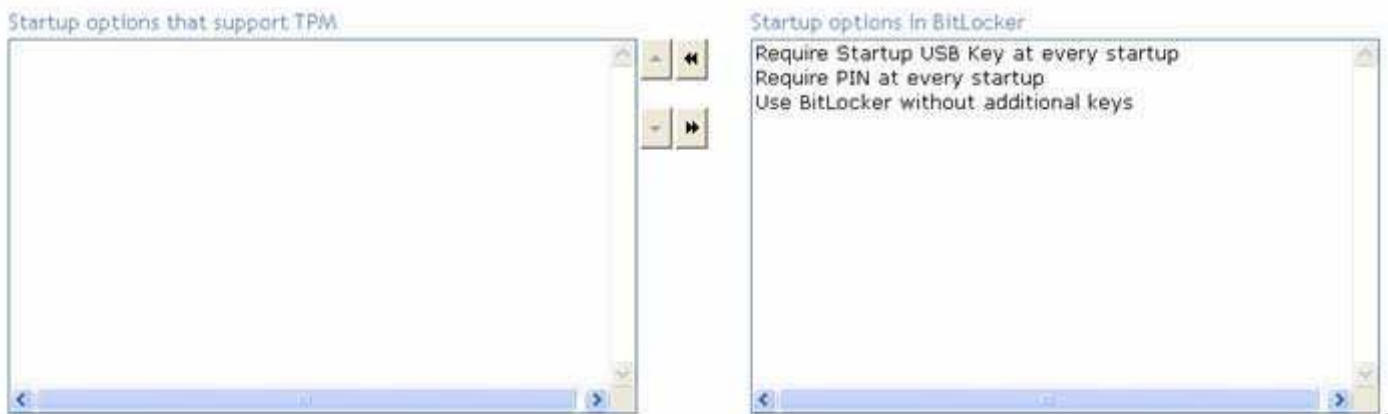 Startup options that support TPM
Startup options in BitLocker
Require Startup USB Key at every startup
Require PIN at every startup
Use BitLocker without additional keys